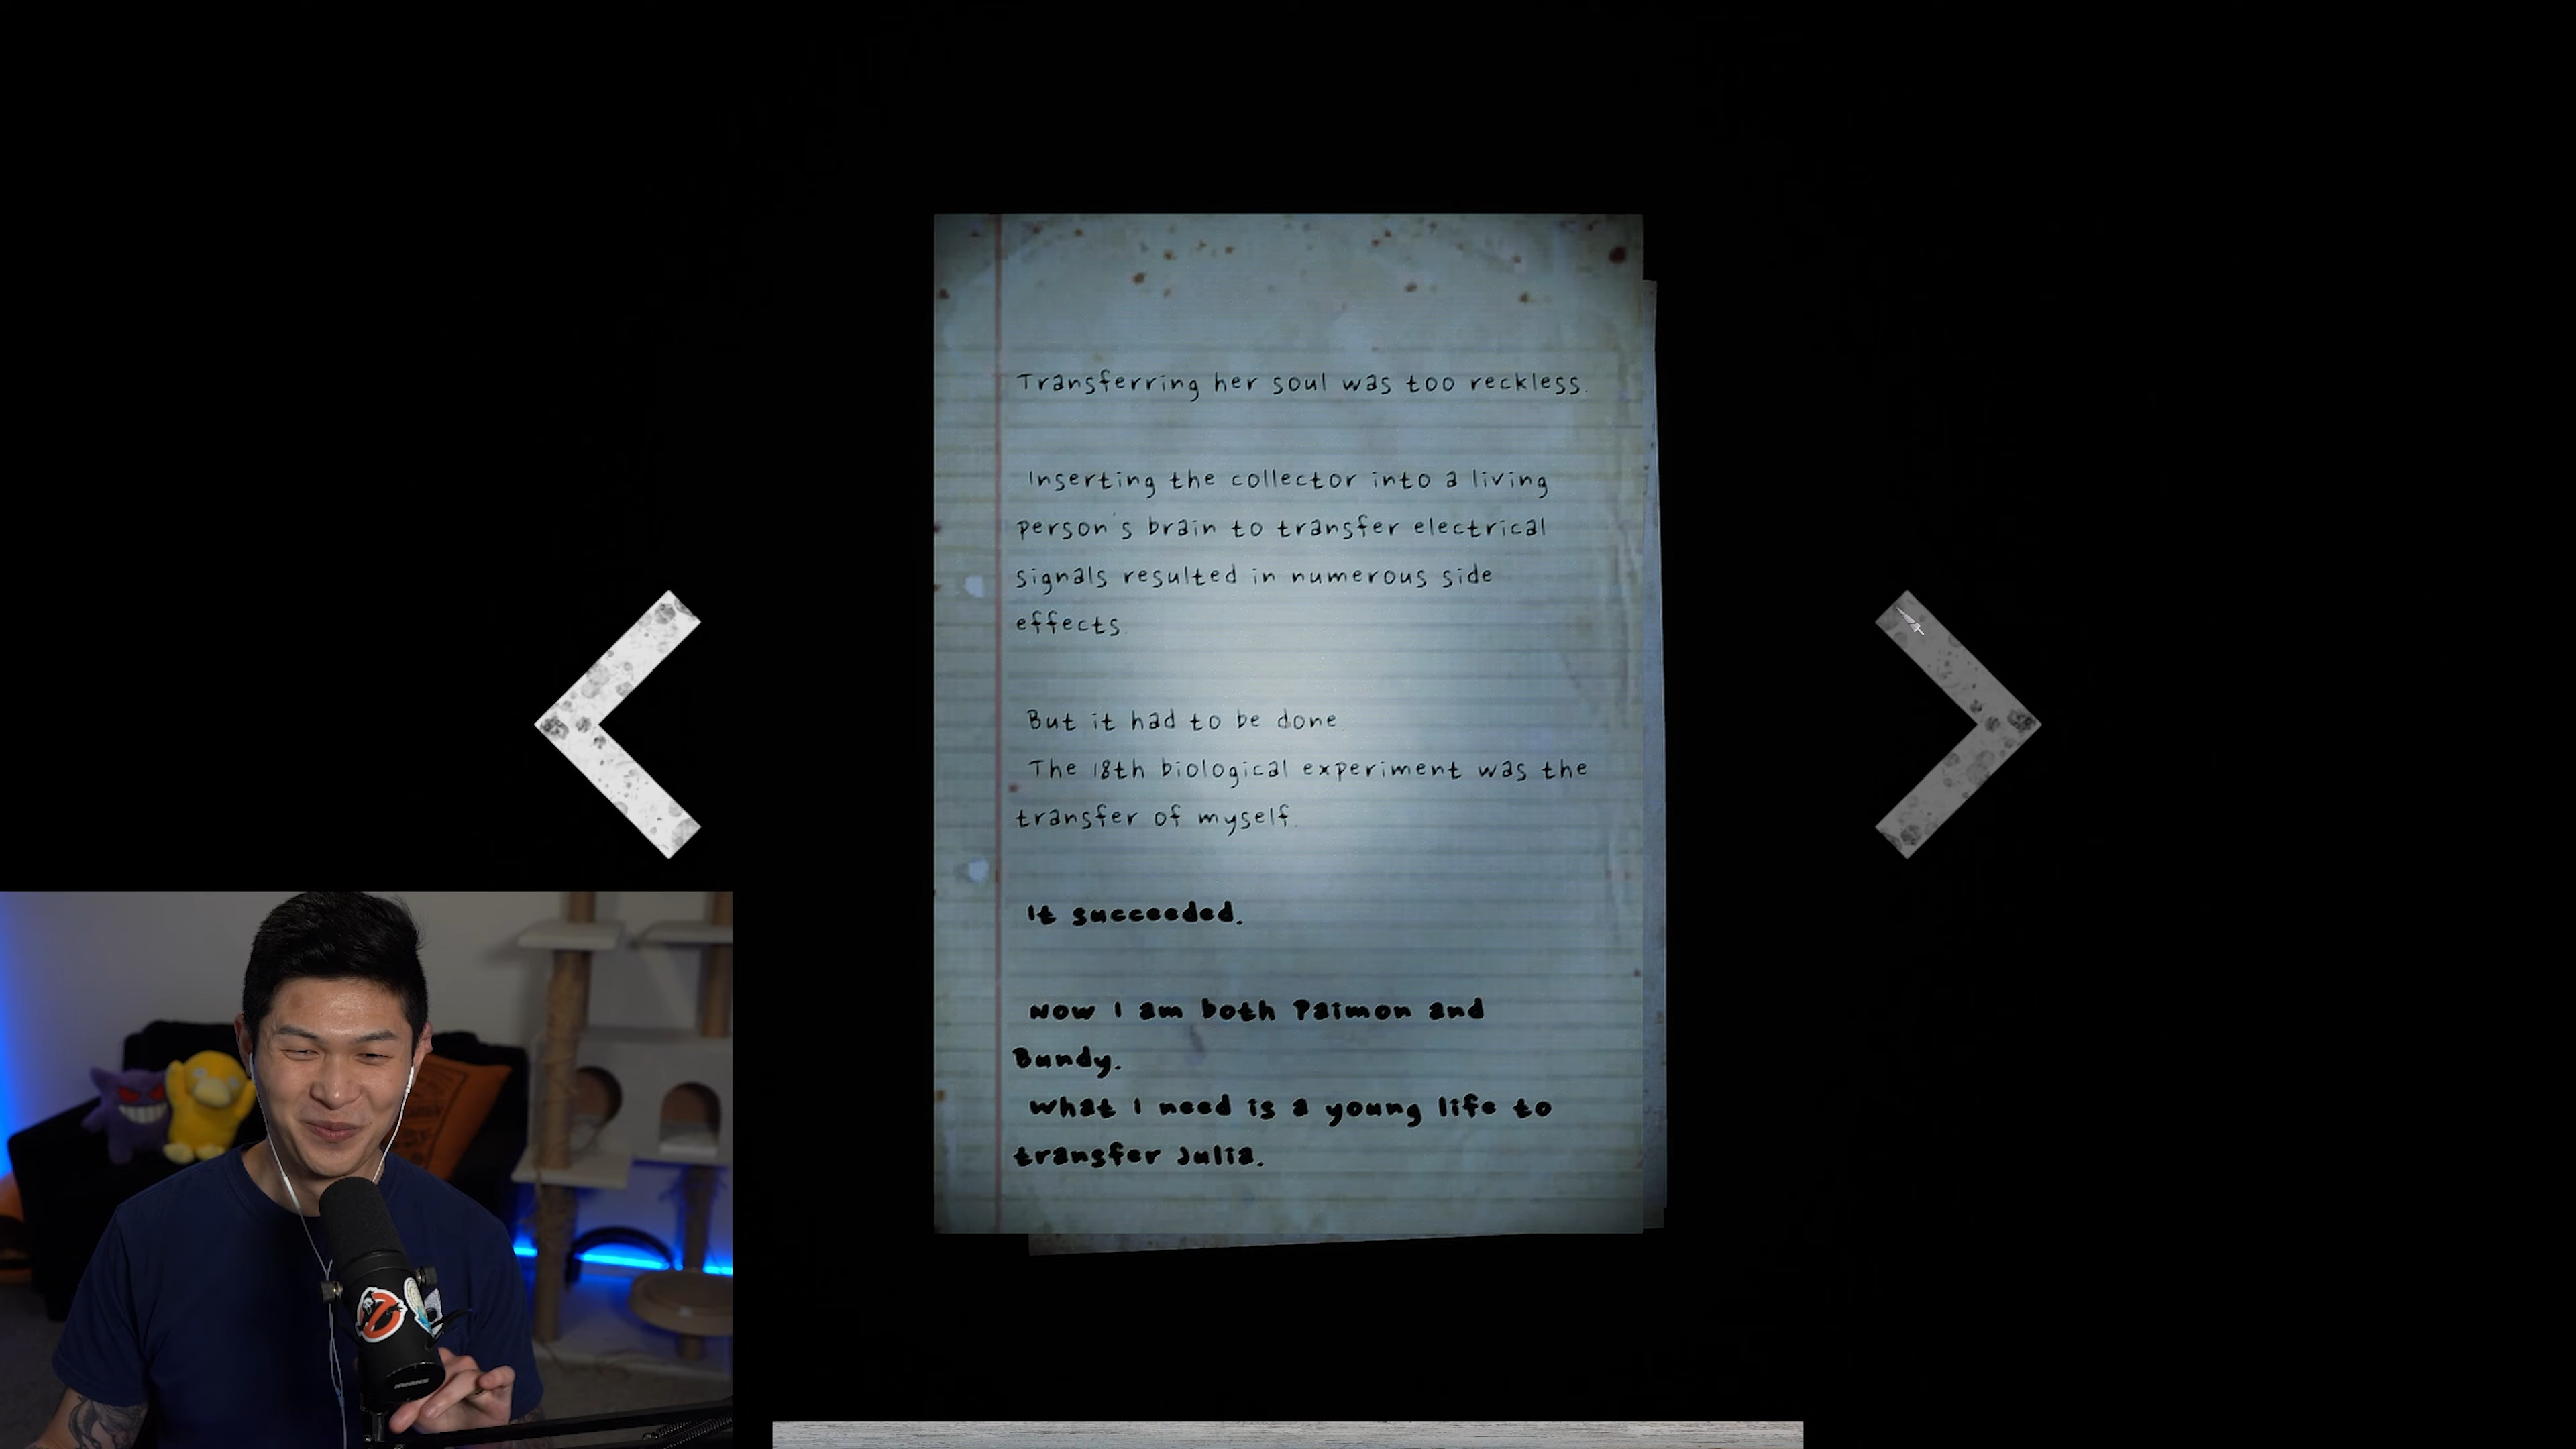 Transferring her soul was too reckless.
Inserting the collector into a living
person's brain to transfer electrical
signals resulted in numerous side
effects.
But it had to be done.
The 18th biological experiment was the
transfer of myself.
It succeeded.
Now I am both Paimon and
Bundy.
What I need is a young life to
transfer Julia.